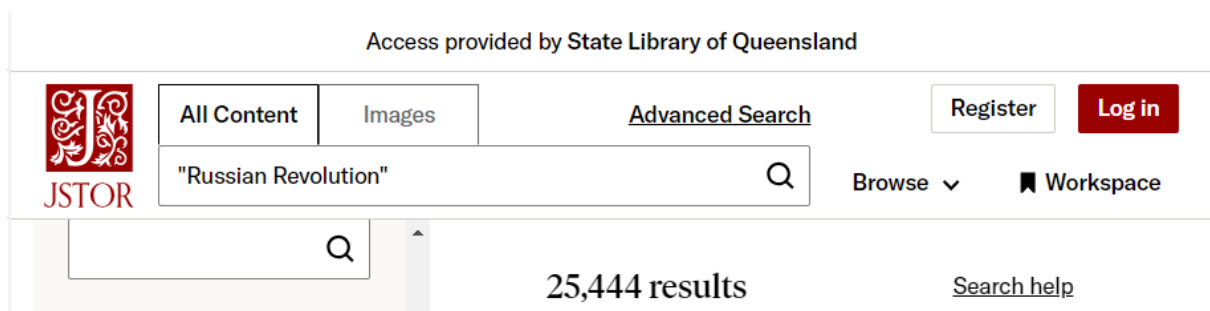 Access provided by State Library of Queensland
All Content Images Advanced Search Register Log in
"Russian Revolution"
JSTOR
Browse Workspace
25,444 results Search help